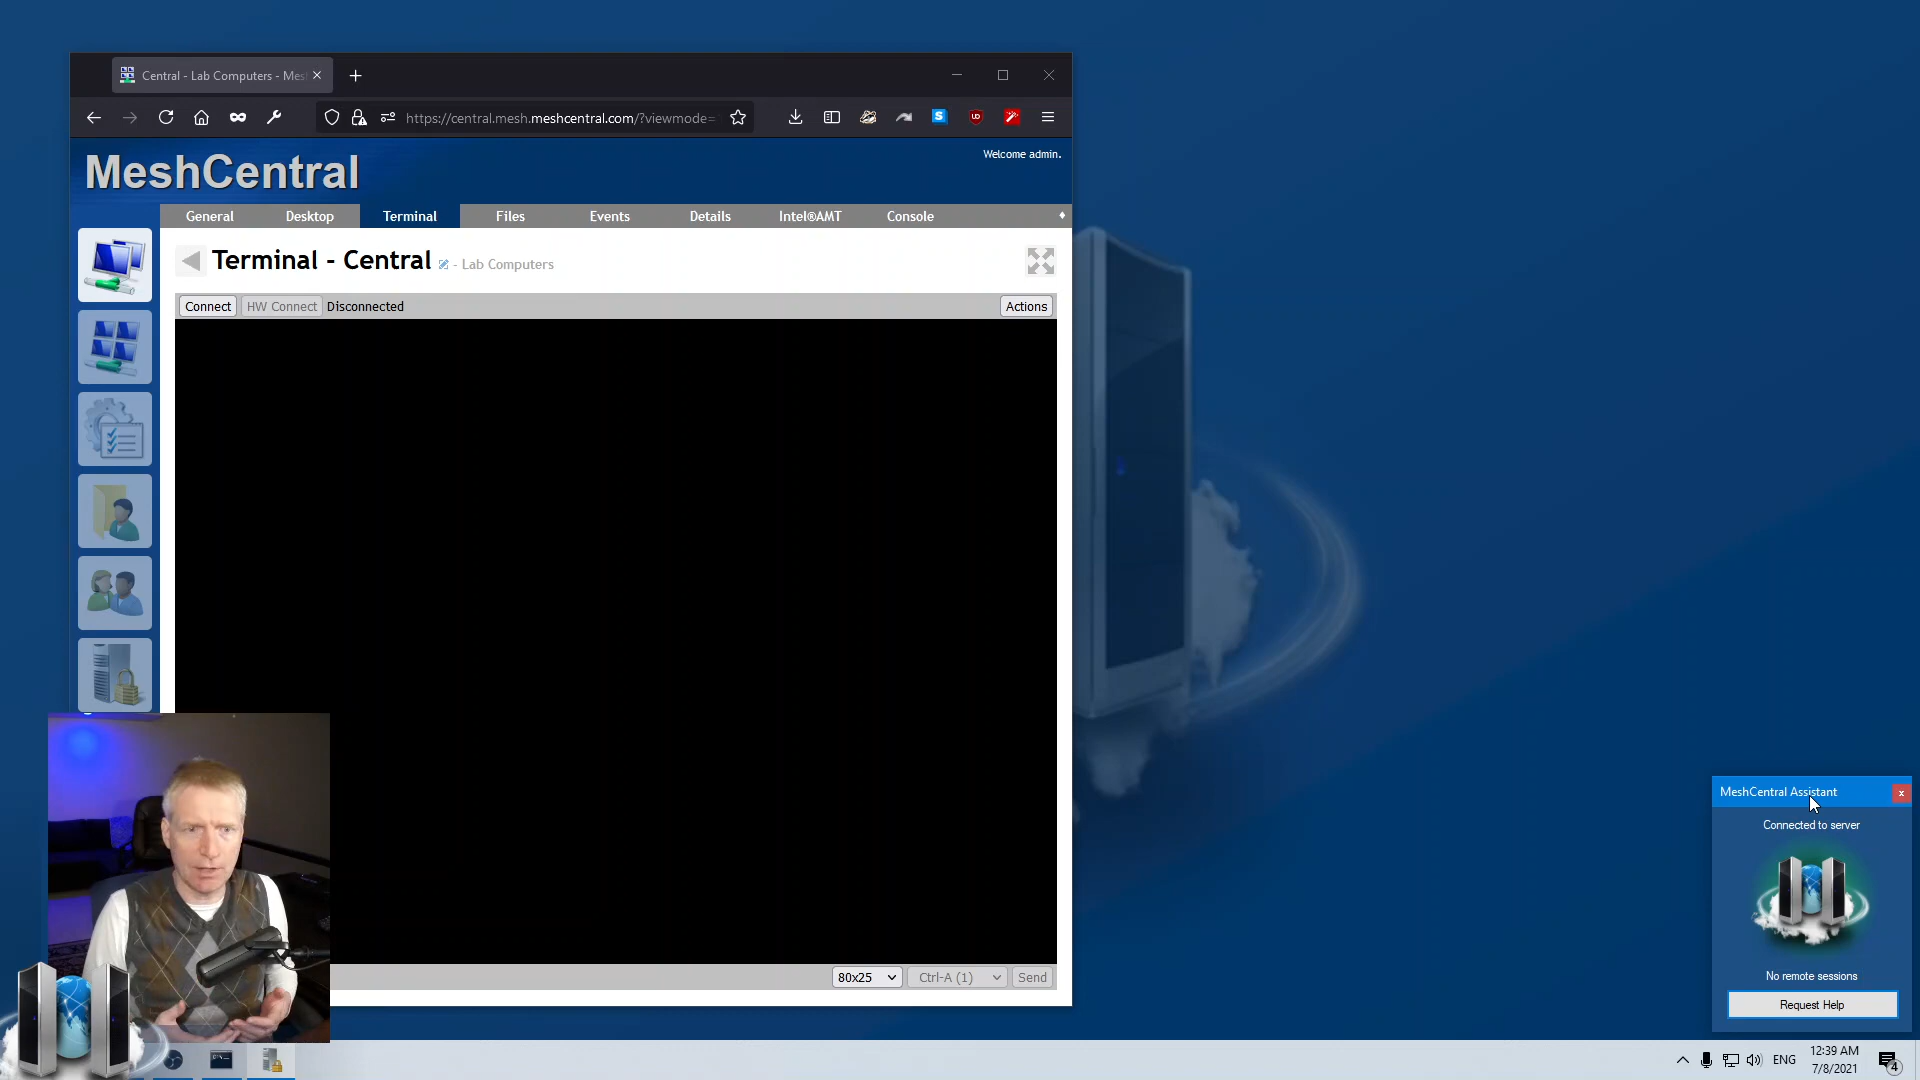 Central - Lab Computers - Mes
https://central.mesh.meshcentral.com/?viewmode=
MeshCentral
Welcome admin.
General
Desktop
Terminal
Files
Events
Details
Intel®AMT
Console
Terminal - Central - Lab Computers
Connect
HW Connect
Disconnected
Actions
80x25
Ctrl-A (1)
Send
MeshCentral Assistant
Connected to server
No remote sessions
Request Help
ENG
12:39 AM
7/8/2021
4